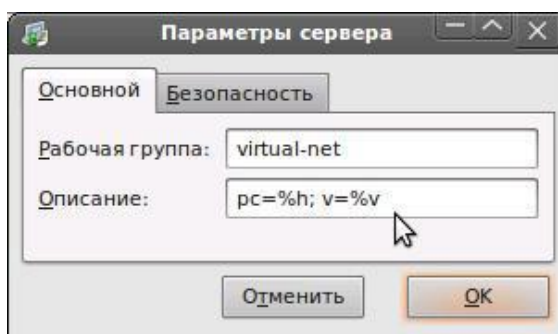 Параметры сервера
Основной Безопасность
Рабочая группа: virtual-net
Описание: pc=%h; v=%v
Отменить OK